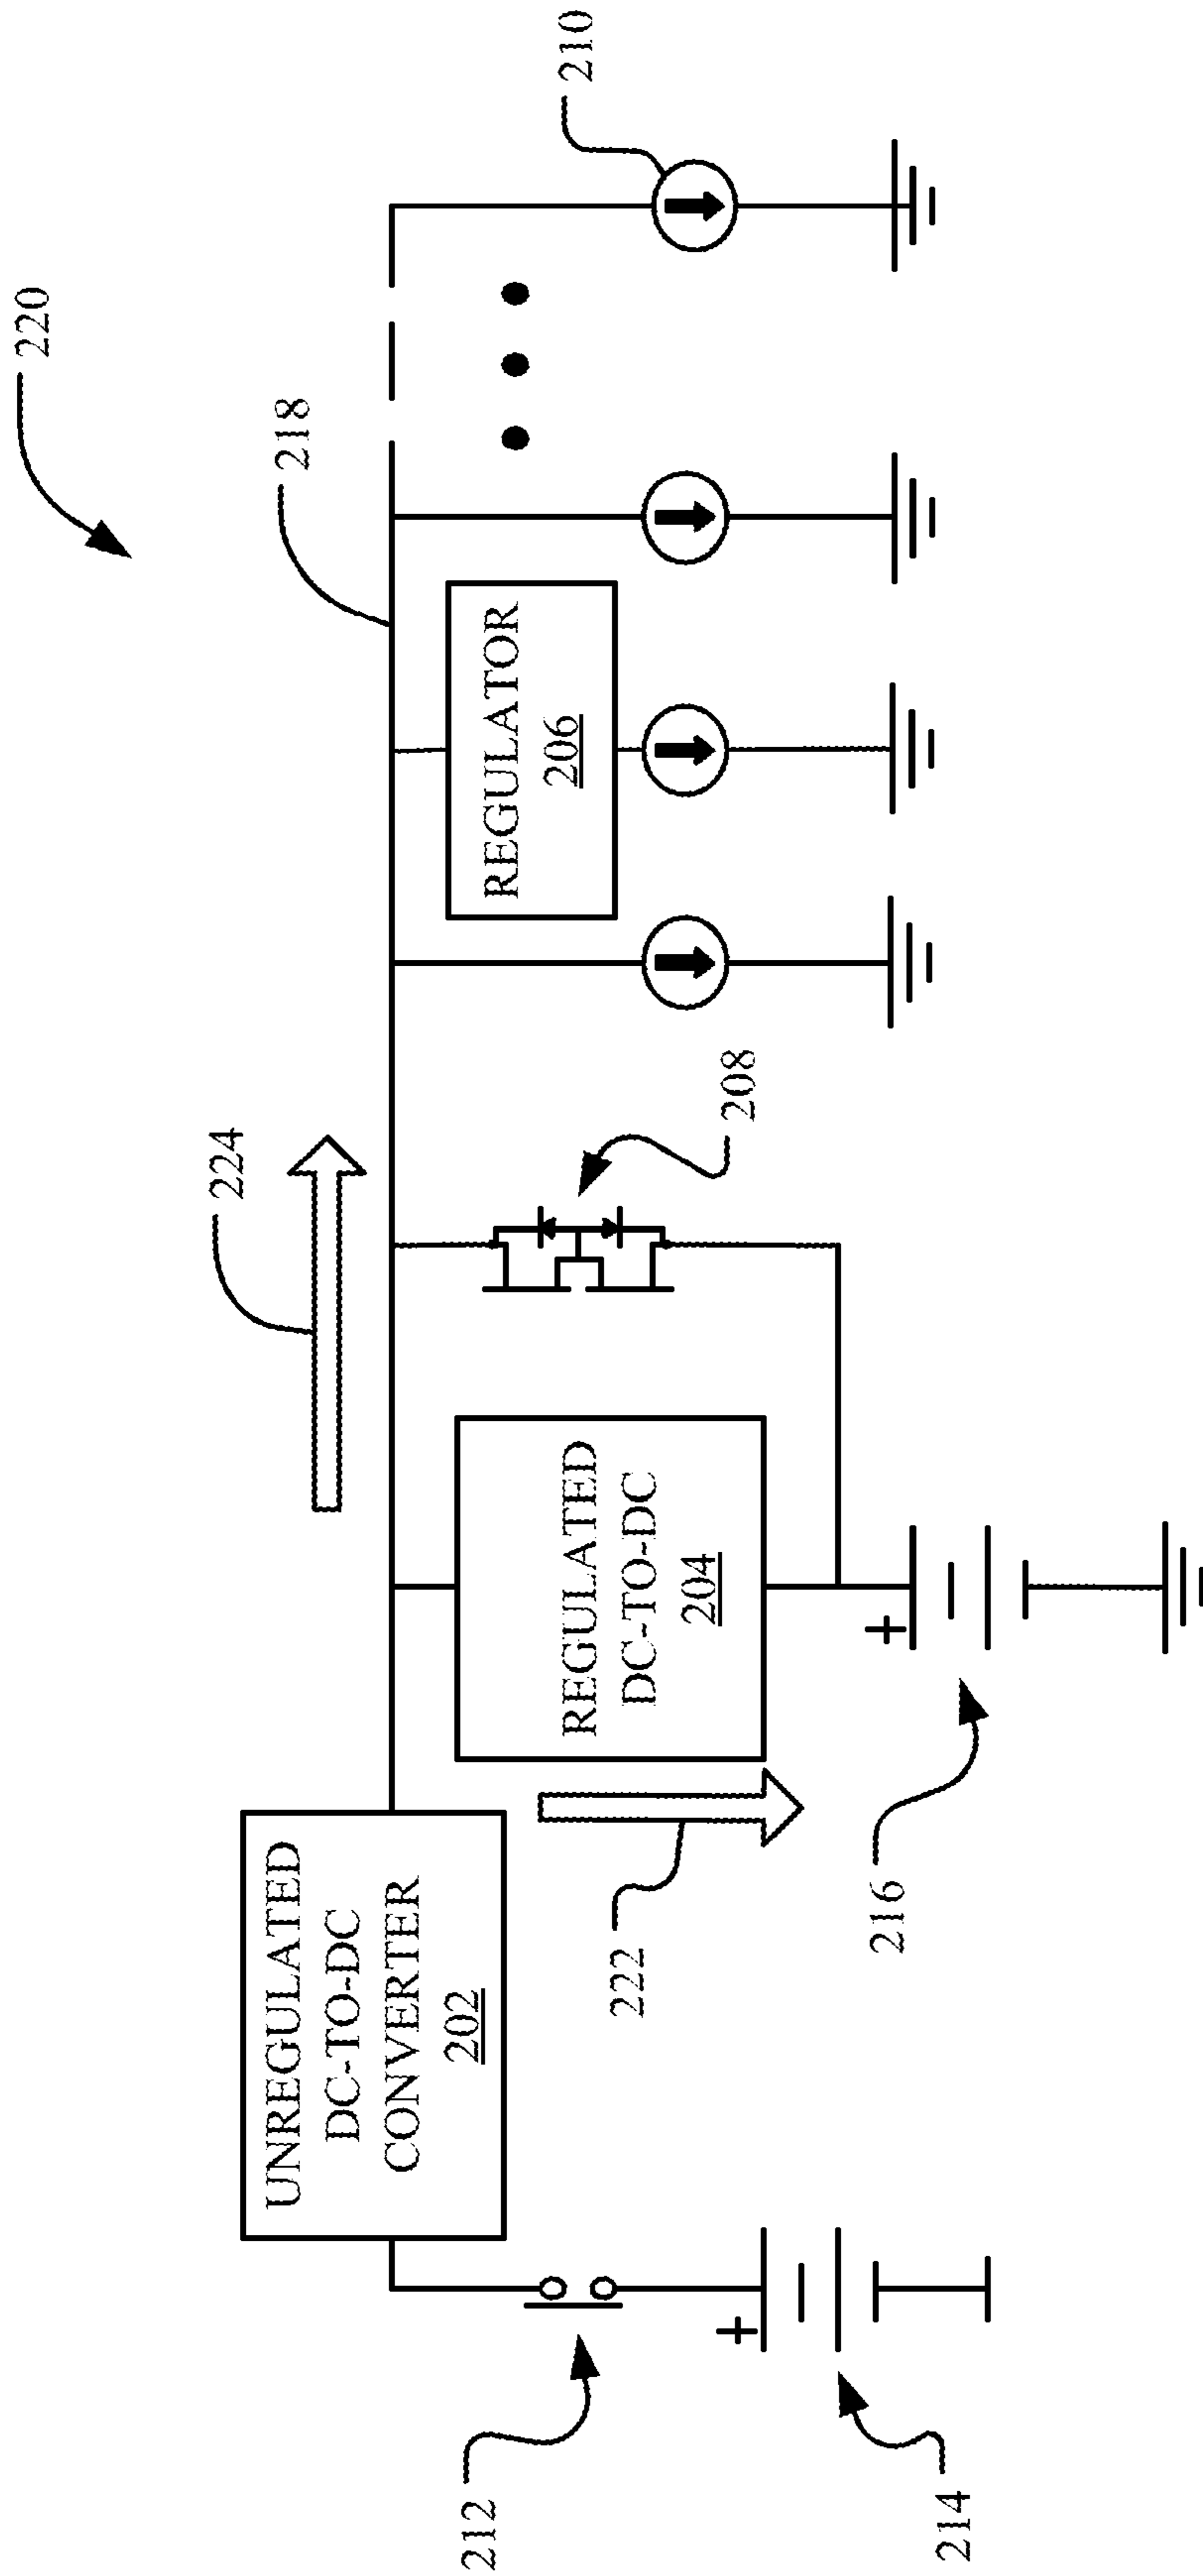 220
224
218
UNREGULATED
DC-TO-DC
CONVERTER
202
REGULATED
DC-TO-DC
204
REGULATOR
206
210
208
222
212
216
214
+
+